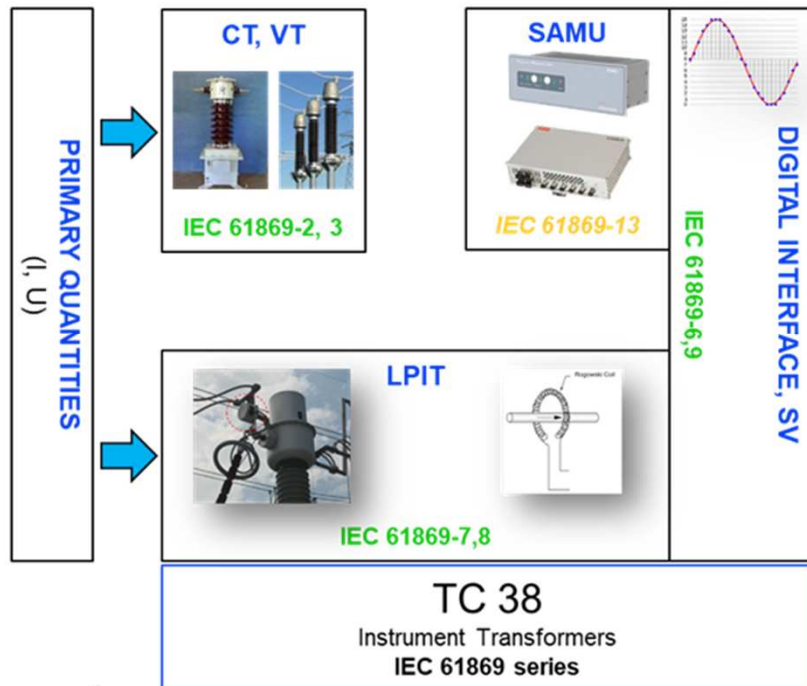 PRIMARY QUANTITIES
(I, U)
CT, VT
IEC 61869-2, 3
SAMU
IEC 61869-13
DIGITAL INTERFACE, SV
IEC 61869-6,9
LPIT
Rogowski Coil
IEC 61869-7,8
TC 38
Instrument Transformers
IEC 61869 series